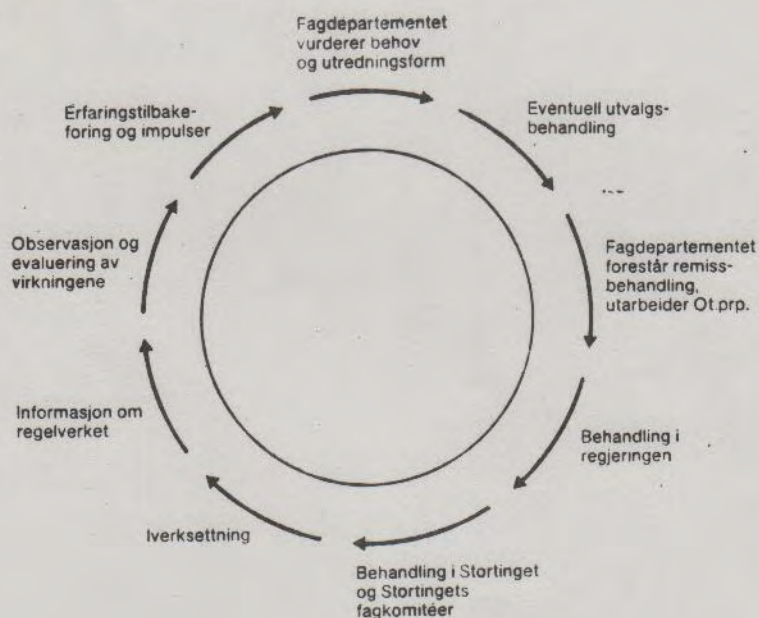 Fagdepartementet
vurderer behov
og utredningsform
Eventuell utvalgs-
behandling
Fagdepartementet
forestår remiss-
behandling,
utarbeider Ot.prp.
Behandling i
regjeringen
Behandling i Stortinget
og Stortingets
fagkomitéer
Iverksettning
Informasjon om
regelverket
Observasjon og
evaluering av
virkningene
Erfaringstilbake-
foring og impulser